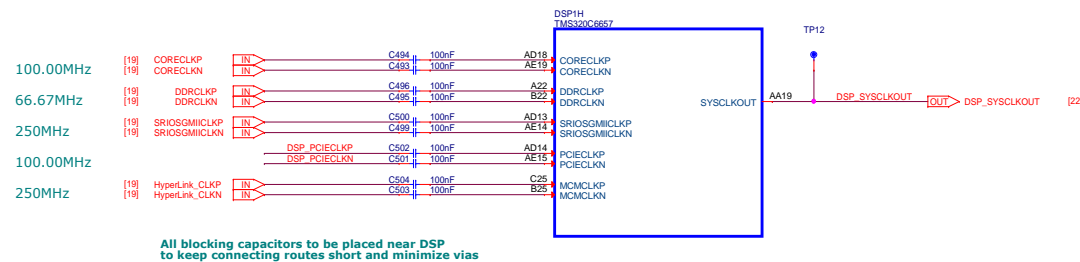 DSP1H
TMS320C6657
TP12
100.00MHz [19] CORECLKP IN C494 100nF AD18 CORECLKP
[19] CORECLKN IN C493 100nF AE19 CORECLKN
66.67MHz [19] DDRCLKP IN C496 100nF A22 DDRCLKP
[19] DDRCLKN IN C495 100nF B22 DDRCLKN
SYSCLKOUT AA19 DSP_SYSCLKOUT OUT DSP_SYSCLKOUT [22
250MHz [19] SRIOSGMIICLKP IN C500 100nF AD13 SRIOSGMIICLKP
[19] SRIOSGMIICLKN IN C499 100nF AE14 SRIOSGMIICLKN
100.00MHz DSP_PCIECLKP C502 100nF AD14 PCIECLKP
DSP_PCIECLKN C501 100nF AE15 PCIECLKN
250MHz [19] HyperLink_CLKP IN C504 100nF C25 MCMCLKP
[19] HyperLink_CLKN IN C503 100nF B25 MCMCLKN
All blocking capacitors to be placed near DSP
to keep connecting routes short and minimize vias